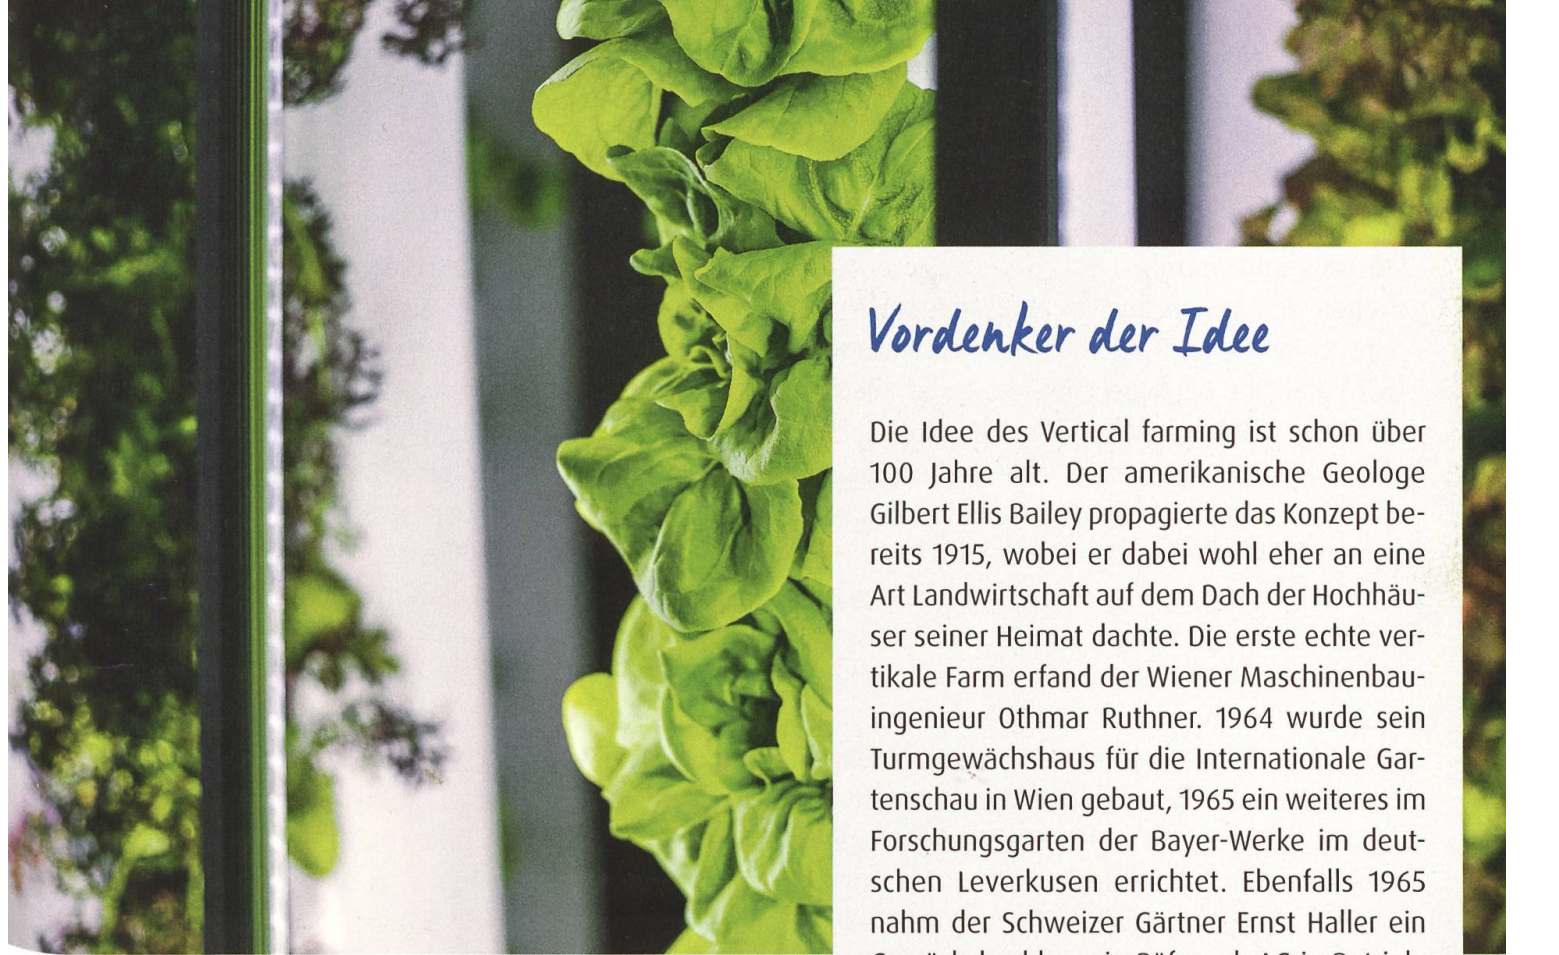 Vordenker der Idee
Die Idee des Vertical farming ist schon über
100 Jahre alt. Der amerikanische Geologe
Gilbert Ellis Bailey propagierte das Konzept be-
reits 1915, wobei er dabei wohl eher an eine
Art Landwirtschaft auf dem Dach der Hochhäu-
ser seiner Heimat dachte. Die erste echte ver-
tikale Farm erfand der Wiener Maschinenbau-
ingenieur Othmar Ruthner. 1964 wurde sein
Turmgewächshaus für die Internationale Gar-
tenschau in Wien gebaut, 1965 ein weiteres im
Forschungsgarten der Bayer-Werke im deut-
schen Leverkusen errichtet. Ebenfalls 1965
nahm der Schweizer Gärtner Ernst Haller ein